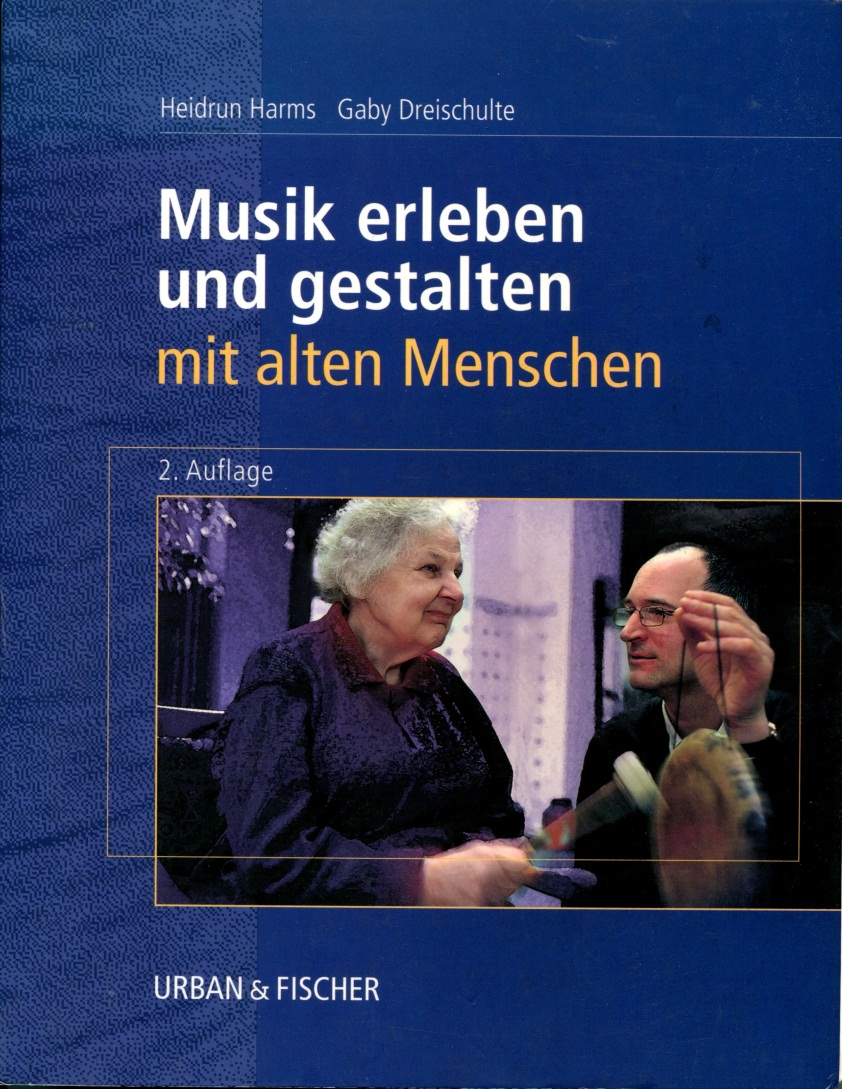 Heidrun Harms Gaby Dreischulte
Musik erleben
und gestalten
mit alten Menschen
2. Auflage
URBAN & FISCHER